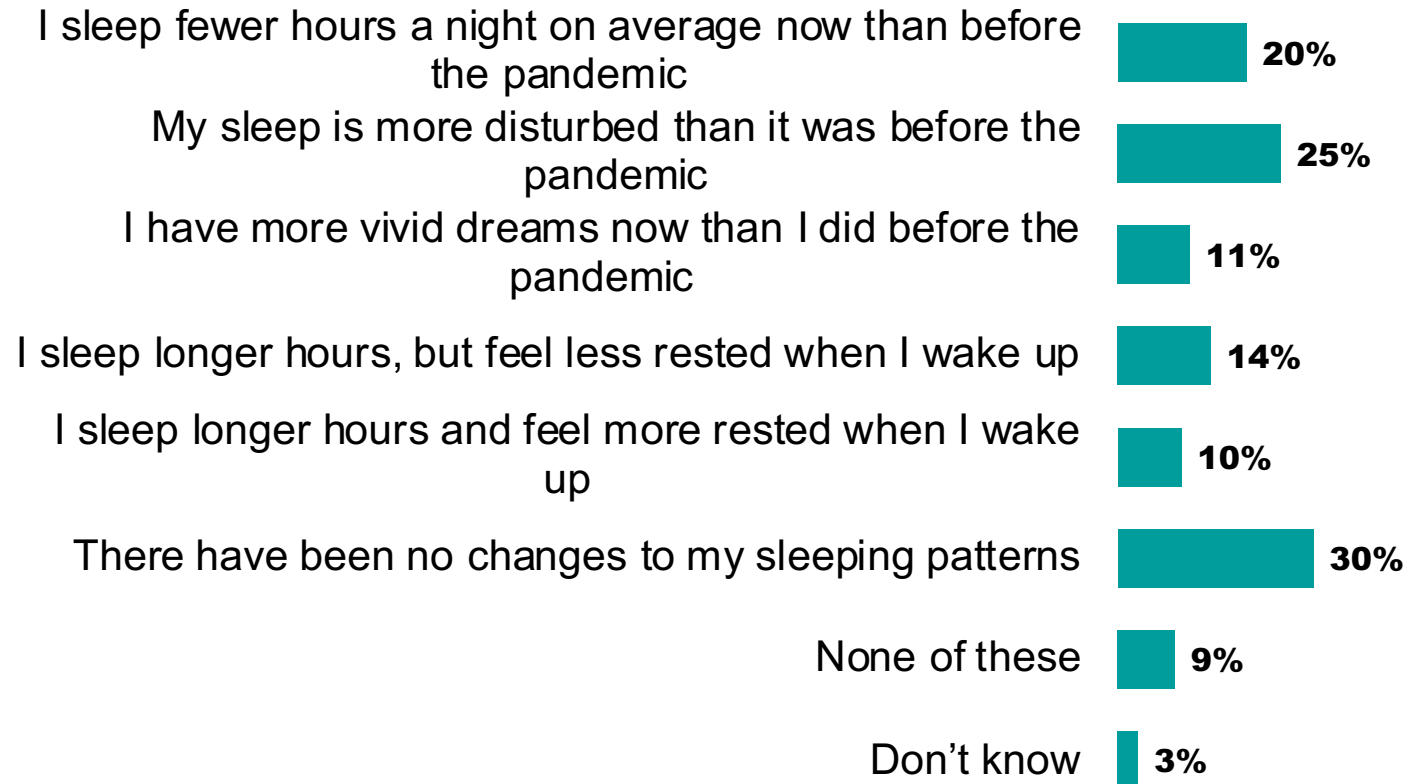 I sleep fewer hours a night on average now than before
the pandemic
20%
My sleep is more disturbed than it was before the
pandemic
25%
I have more vivid dreams now than I did before the
pandemic
11%
I sleep longer hours, but feel less rested when I wake up
14%
I sleep longer hours and feel more rested when I wake
up
10%
There have been no changes to my sleeping patterns
30%
None of these
9%
Don’t know
3%